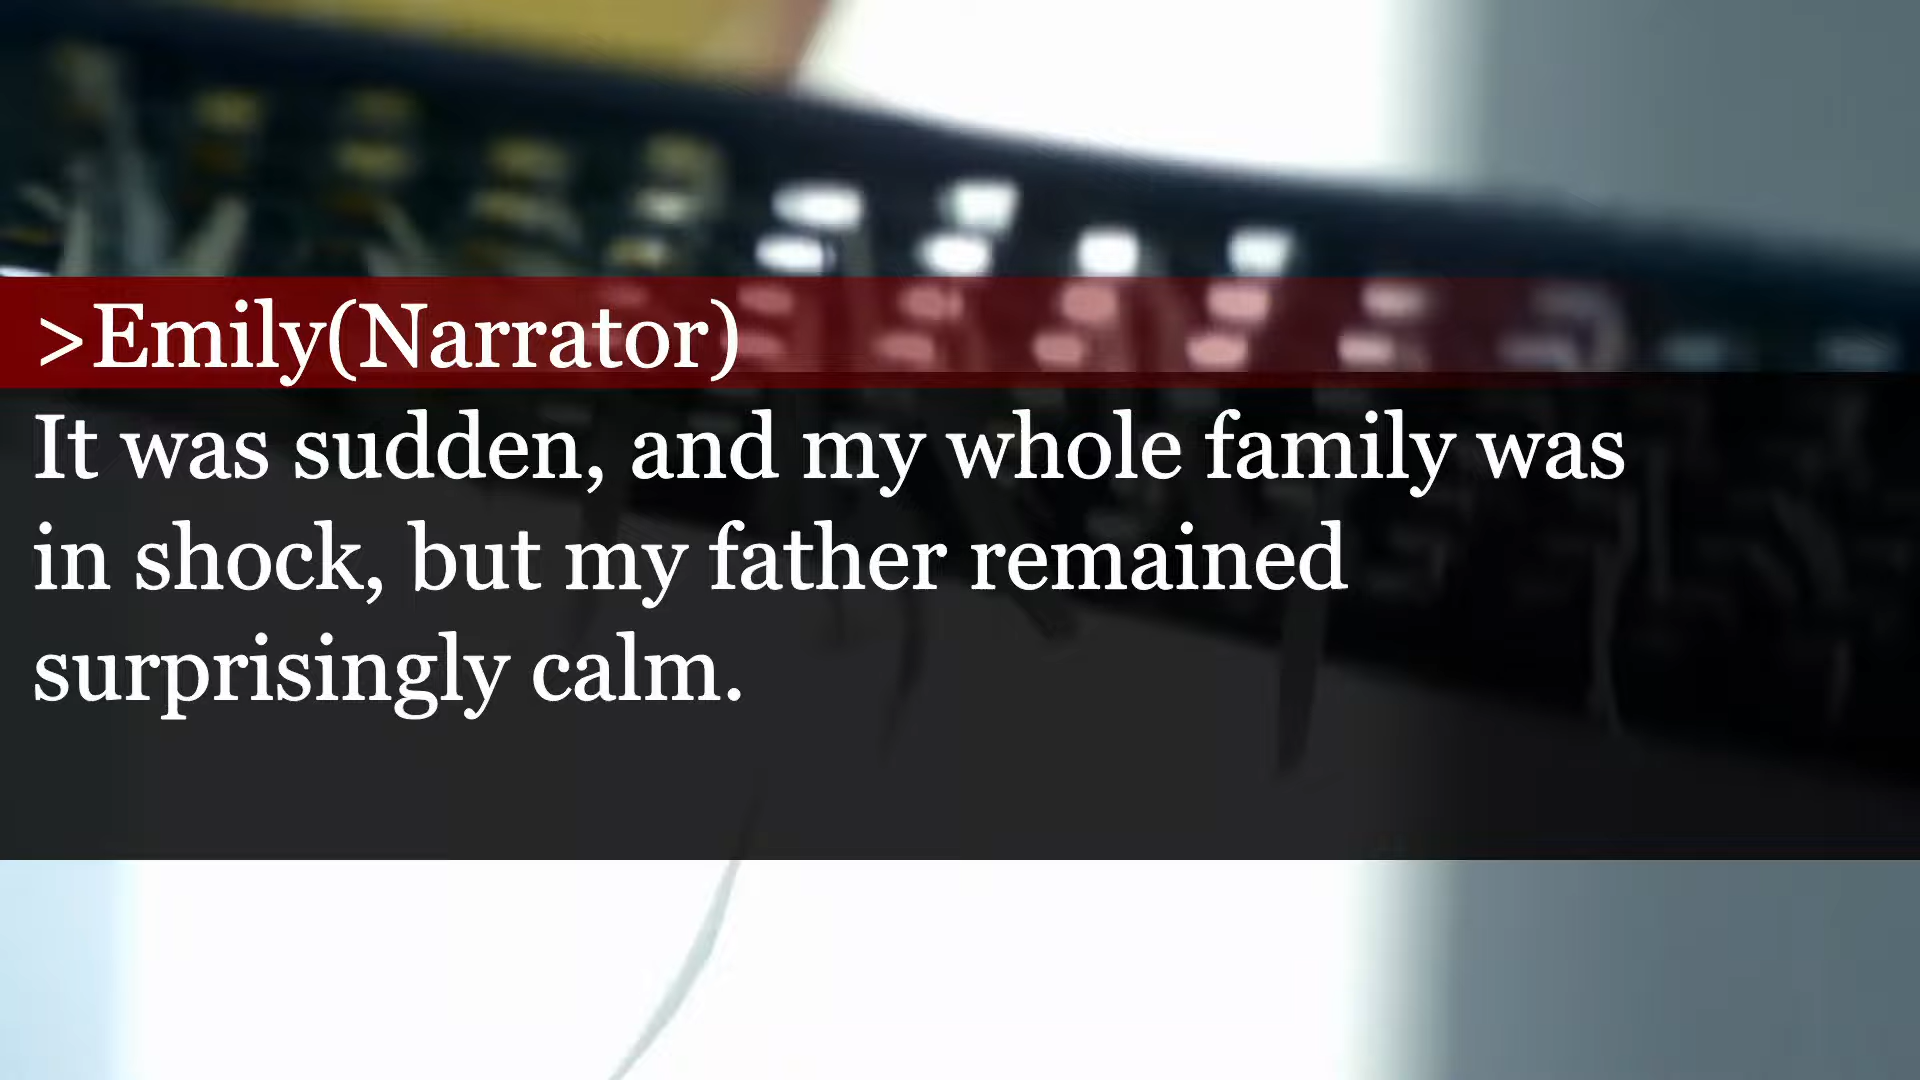 >Emily(Narrator)
It was sudden, and my whole family was
in shock, but my father remained
surprisingly calm.